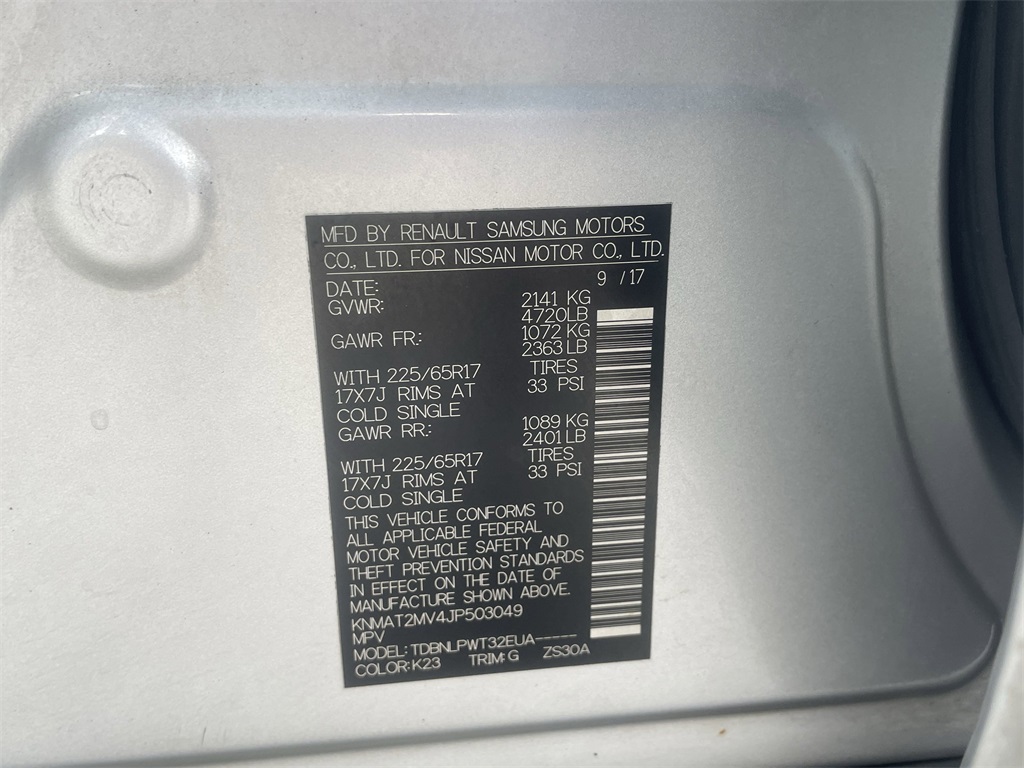 MFD BY RENAULT SAMSUNG MOTORS
CO., LTD. FOR NISSAN MOTOR CO., LTD.
DATE: 9 /17
GVWR: 2141 KG
4720LB
GAWR FR: 1072 KG
2363LB
WITH 225/65R17 TIRES
17X7J RIMS AT 33 PSI
COLD SINGLE
GAWR RR: 1089 KG
2401LB
WITH 225/65R17 TIRES
17X7J RIMS AT 33 PSI
COLD SINGLE
THIS VEHICLE CONFORMS TO
ALL APPLICABLE FEDERAL
MOTOR VEHICLE SAFETY AND
THEFT PREVENTION STANDARDS
IN EFFECT ON THE DATE OF
MANUFACTURE SHOWN ABOVE.
KNMAT2MV4JP503049
MPV
MODEL: TDBNLPWT32EUA-----
COLOR: K23 TRIM: G ZS30A